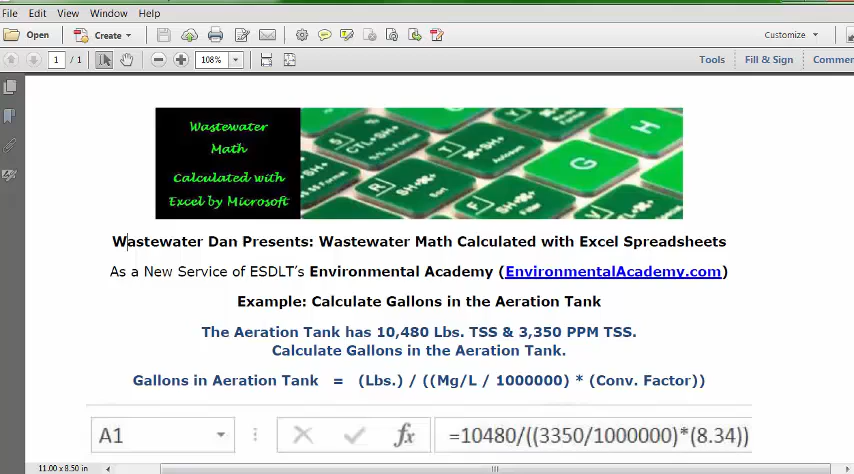 File Edit View Window Help
Open Create Customize
1 / 1 108% Tools Fill & Sign Commen
Wastewater
Math
Calculated with
Excel by Microsoft
Wastewater Dan Presents: Wastewater Math Calculated with Excel Spreadsheets
As a New Service of ESDLT’s Environmental Academy (EnvironmentalAcademy.com)
Example: Calculate Gallons in the Aeration Tank
The Aeration Tank has 10,480 Lbs. TSS & 3,350 PPM TSS.
Calculate Gallons in the Aeration Tank.
Gallons in Aeration Tank = (Lbs.) / ((Mg/L / 1000000) * (Conv. Factor))
A1 fx =10480/((3350/1000000)*(8.34))
11.00 x 8.50 in